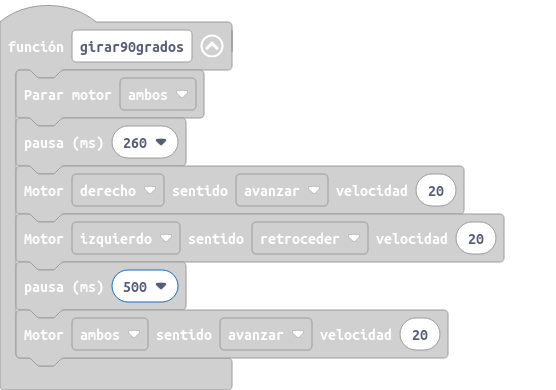 función girar90grados
Parar motor ambos
pausa (ms) 260
Motor derecho sentido avanzar velocidad 20
Motor izquierdo sentido retroceder velocidad 20
pausa (ms) 500
Motor ambos sentido avanzar velocidad 20